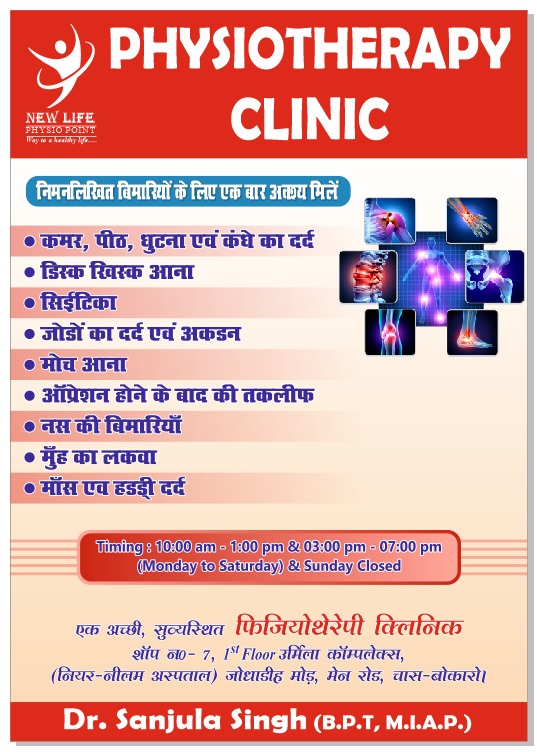 PHYSIOTHERAPY
CLINIC
NEW LIFE
PHYSIO POINT
Way to a healthy life....
निमनलिखित बिमारियों के लिए एक बार अवश्य मिलें
• कमर, पीठ, घुटना एवं कंधे का दर्द
• डिस्क खिस्क आना
• सिईटिका
• जोडों का दर्द एवं अकडन
• मोच आना
• ऑप्रेशन होने के बाद की तकलीफ
• नस की बिमारियाँ
• मुँह का लकवा
• माँस एव हडडी् दर्द
Timing : 10:00 am - 1:00 pm & 03:00 pm - 07:00 pm
(Monday to Saturday) & Sunday Closed
एक अच्छी, सुव्यस्थित फिजियोथेरेपी क्लिनिक
शॉप न0- 7, 1st Floor उर्मिला कॉम्पलेक्स,
(नियर-नीलम अस्पताल) जोधाडीह मोड़, मेन रोड, चास-बोकारो।
Dr. Sanjula Singh (B.P.T, M.I.A.P.)